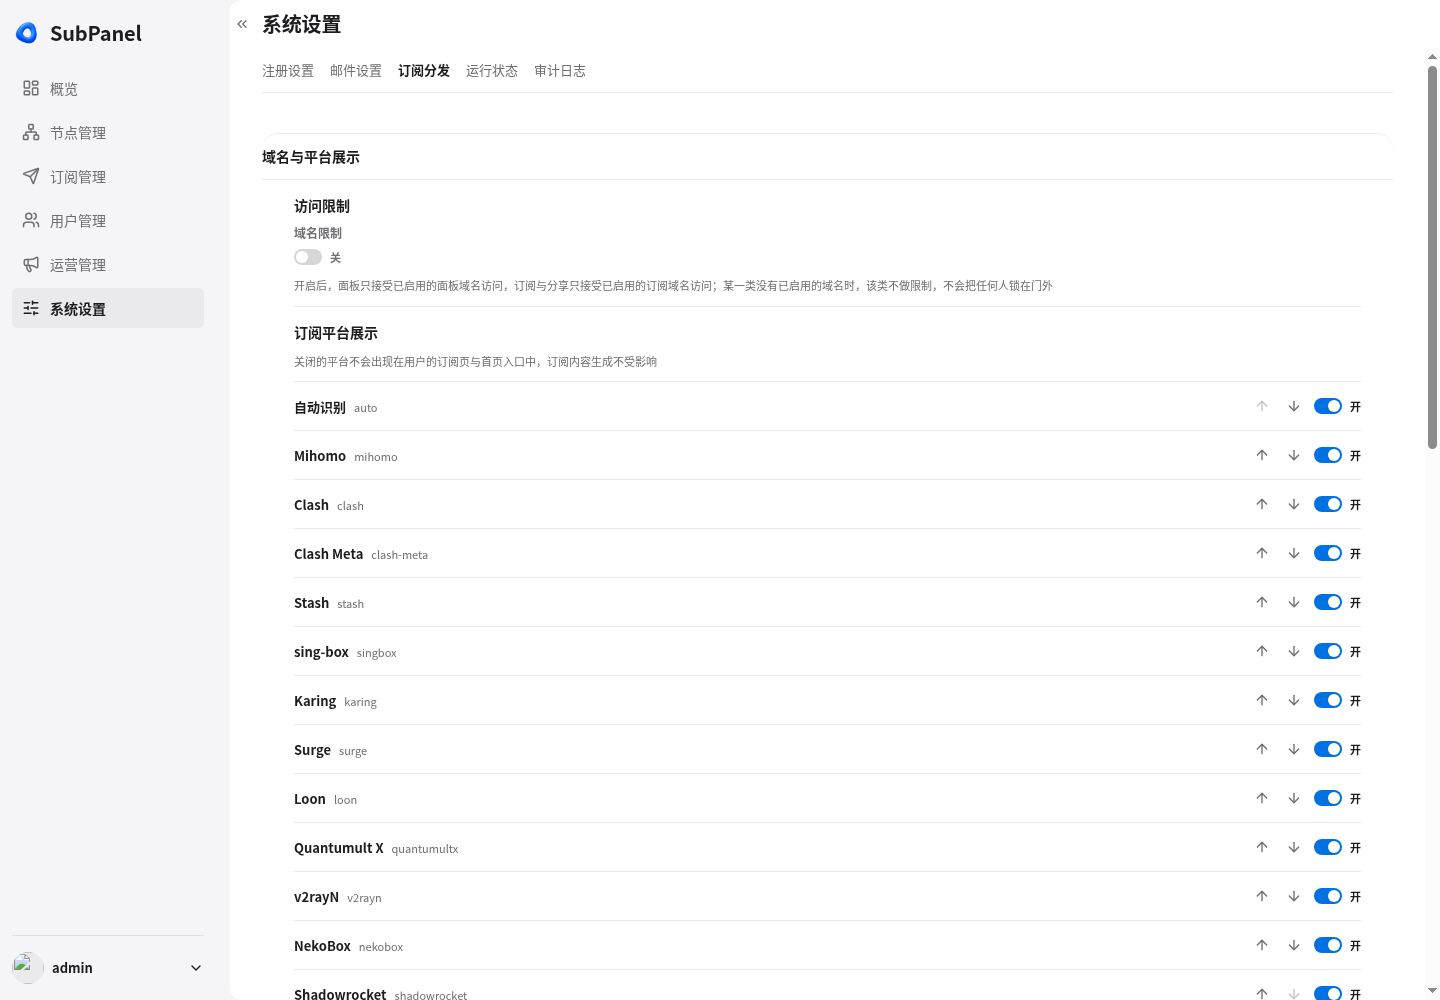 SubPanel
概览
节点管理
订阅管理
用户管理
运营管理
系统设置
admin
系统设置
注册设置 邮件设置 订阅分发 运行状态 审计日志
域名与平台展示
访问限制
域名限制
关
开启后，面板只接受已启用的面板域名访问，订阅与分享只接受已启用的订阅域名访问；某一类没有已启用的域名时，该类不做限制，不会把任何人锁在门外
订阅平台展示
关闭的平台不会出现在用户的订阅页与首页入口中，订阅内容生成不受影响
自动识别 auto 开
Mihomo mihomo 开
Clash clash 开
Clash Meta clash-meta 开
Stash stash 开
sing-box singbox 开
Karing karing 开
Surge surge 开
Loon loon 开
Quantumult X quantumultx 开
v2rayN v2rayn 开
NekoBox nekobox 开
Shadowrocket shadowrocket 开